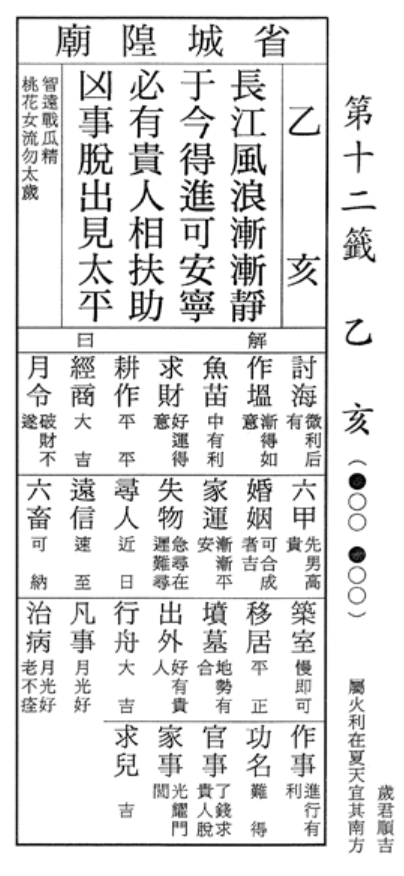 第十二籤 乙亥 (●○○ ●○○)
歲君順吉
屬火利在夏天宜其南方
省城隍廟
乙亥
長江風浪漸漸靜
于今得進可安寧
必有貴人相扶助
凶事脫出見太平
智遠戰瓜精
桃花女流勿太歲
解曰
討海 微利后有
作塭 漸得如意
魚苗 中有利
求財 好運得意
耕作 平平
經商 大吉
月令 破財不遂
六甲 先男高貴
婚姻 可合成者吉
家運 漸漸平安
失物 急尋在遲難尋
尋人 近日
遠信 速至
六畜 可納
築室 慢即可
移居 平正
墳墓 地勢有合
出外 好有貴人
行舟 大吉
凡事 月光好
治病 月光好老不痊
作事 進行有利
功名 難得
官事 了錢求貴人脫
家事 光耀門閭
求兒 吉